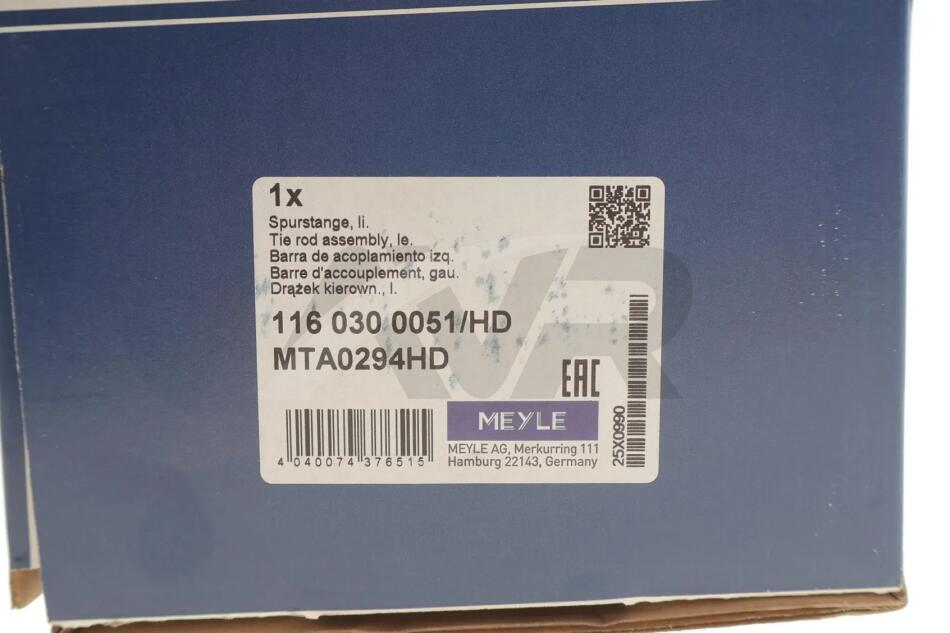 1x
Spurstange, li.
Tie rod assembly, le.
Barra de acoplamiento izq.
Barre d'accouplement, gau.
Drążek kierown., l.
116 030 0051/HD
MTA0294HD
EAC
MEYLE
MEYLE AG, Merkurring 111
Hamburg 22143, Germany
4 040074 376515
25X0990